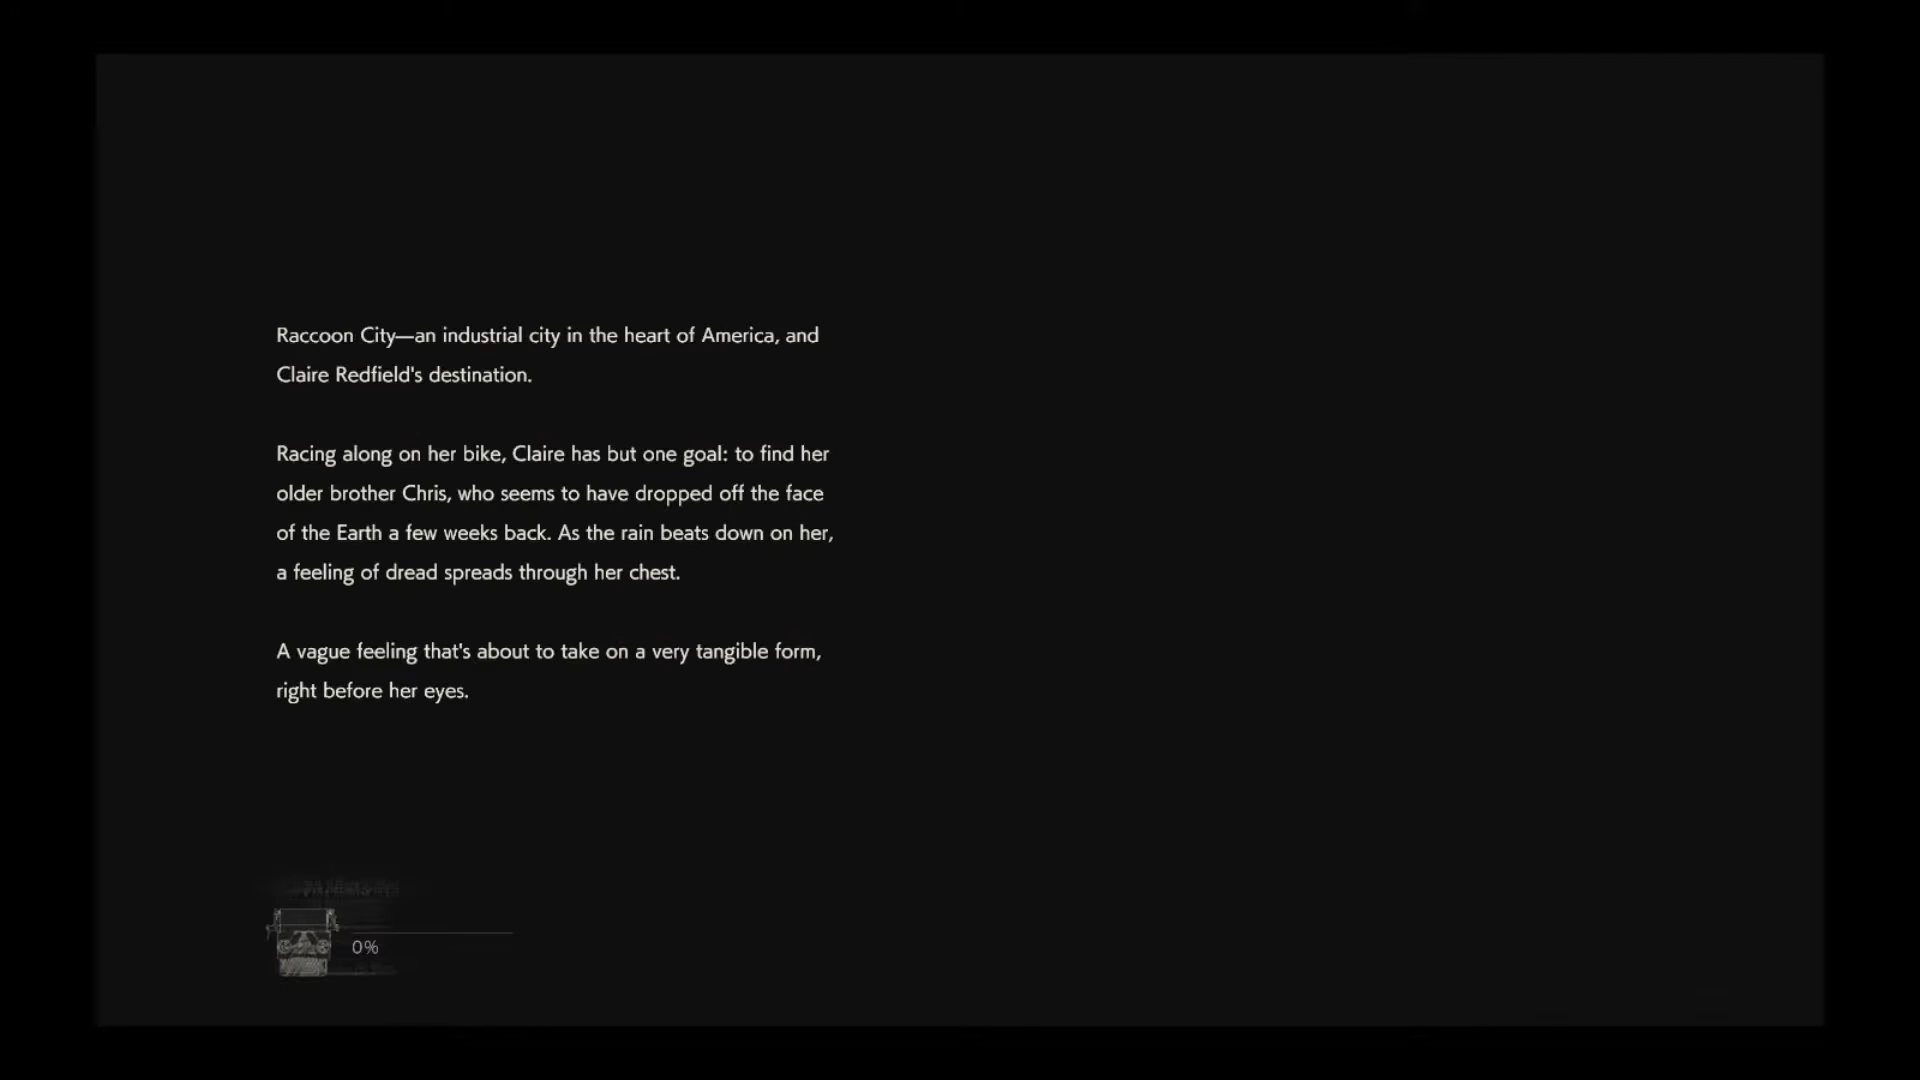 Raccoon City—an industrial city in the heart of America, and
Claire Redfield's destination.
Racing along on her bike, Claire has but one goal: to find her
older brother Chris, who seems to have dropped off the face
of the Earth a few weeks back. As the rain beats down on her,
a feeling of dread spreads through her chest.
A vague feeling that's about to take on a very tangible form,
right before her eyes.
0%